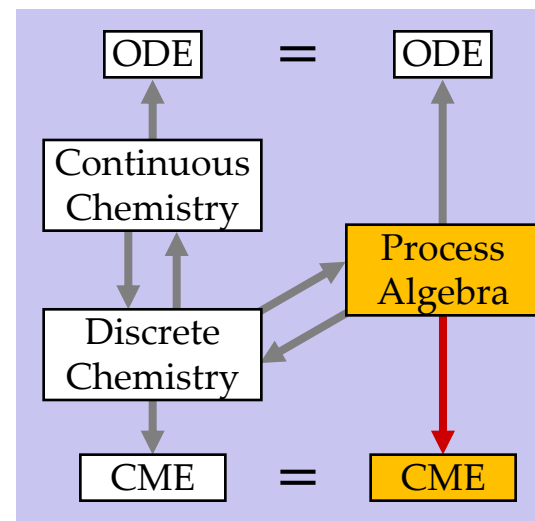 ODE = ODE
Continuous
Chemistry
Process
Algebra
Discrete
Chemistry
CME = CME